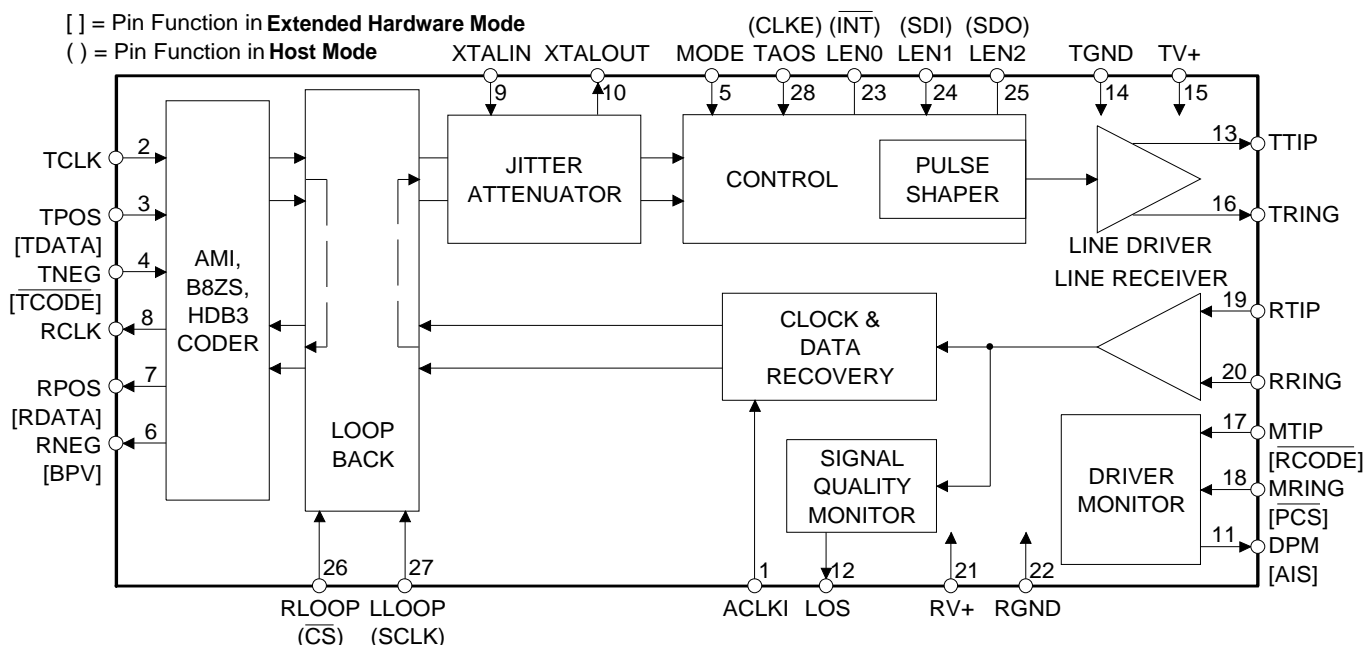 [ ] = Pin Function in Extended Hardware Mode
( ) = Pin Function in Host Mode
(CLKE) (INT) (SDI) (SDO)
XTALIN XTALOUT MODE TAOS LEN0 LEN1 LEN2 TGND TV+
9 10 5 28 23 24 25 14 15
TCLK 2
TPOS 3
[TDATA]
TNEG 4
[TCODE]
RCLK 8
RPOS 7
[RDATA]
RNEG 6
[BPV]
AMI,
B8ZS,
HDB3
CODER
LOOP
BACK
JITTER
ATTENUATOR
CONTROL
PULSE
SHAPER
13 TTIP
16 TRING
LINE DRIVER
LINE RECEIVER
CLOCK &
DATA
RECOVERY
19 RTIP
20 RRING
SIGNAL
QUALITY
MONITOR
DRIVER
MONITOR
17 MTIP
[RCODE]
18 MRING
[PCS]
11 DPM
[AIS]
26 27 1 12 21 22
RLOOP LLOOP ACLKI LOS RV+ RGND
(CS) (SCLK)